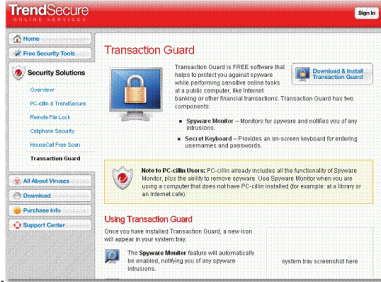 TrendSecure
ONLINE SERVICES
Sign In
Home
Free Security Tools
Security Solutions
Overview
PC-cillin & TrendSecure
Remote File Lock
Cellphone Security
HouseCall Free Scan
Transaction Guard
All About Viruses
Download
Purchase Info
Support Center
Transaction Guard
Transaction Guard is FREE software that
helps to protect you against spyware
while performing sensitive online tasks
at a public computer, like Internet
banking or other financial transactions. Transaction Guard has two
components:
Download & Install
Transaction Guard
• Spyware Monitor – Monitors for spyware and notifies you of any
intrusions.
• Secret Keyboard – Provides an on-screen keyboard for entering
usernames and passwords.
Note to PC-cillin Users: PC-cillin already includes all the functionality of Spyware
Monitor, plus the ability to remove spyware. Use Spyware Monitor when you are
using a computer that does not have PC-cillin installed (for example: at a library or
an Internet cafe).
Using Transaction Guard
Once you have installed Transaction Guard, a new icon
will appear in your system tray.
The Spyware Monitor feature will automatically
be enabled, notifying you of any spyware
intrusions.
system tray screenshot here